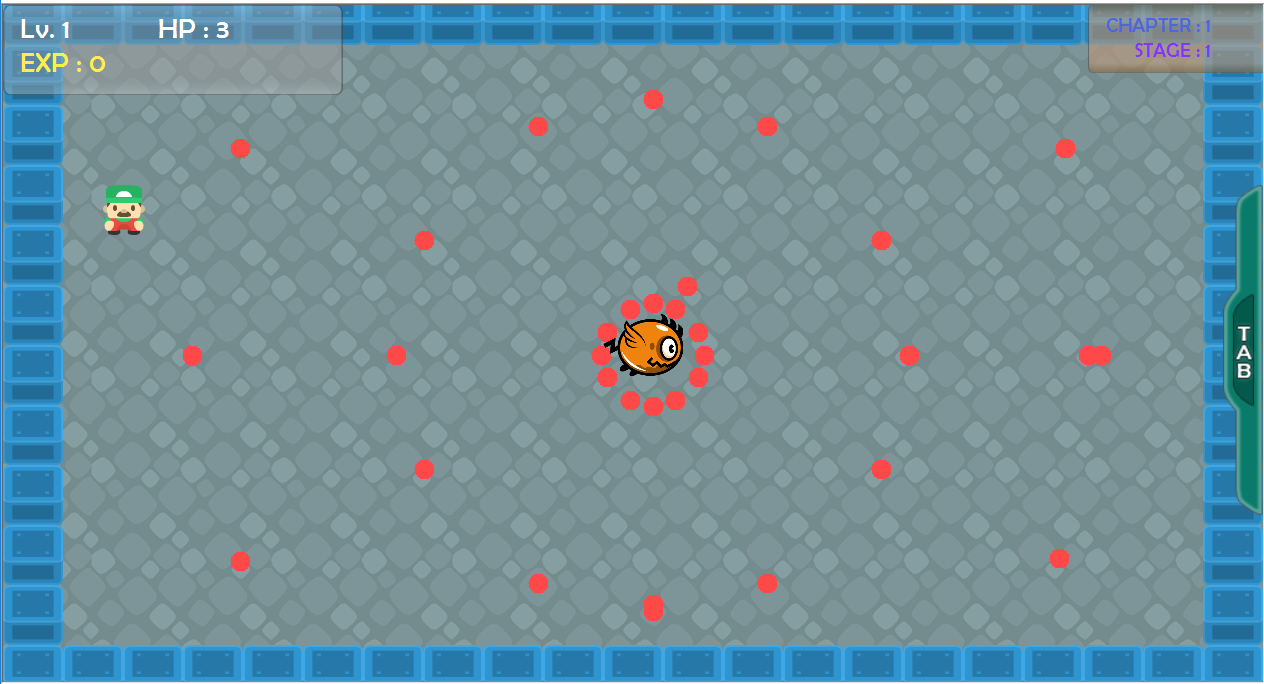 Lv. 1 HP : 3
EXP : 0
CHAPTER : 1
STAGE : 1
TAB